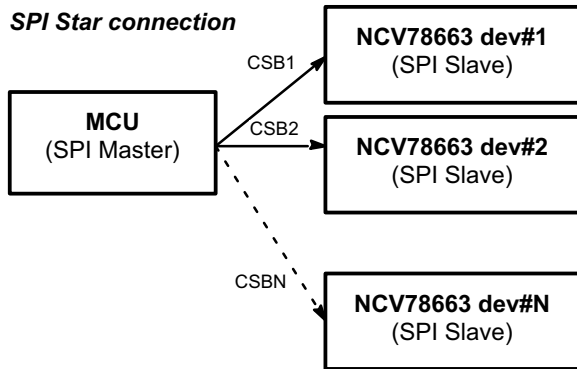 SPI Star connection
NCV78663 dev#1
(SPI Slave)
CSB1
MCU
(SPI Master)
CSB2
NCV78663 dev#2
(SPI Slave)
CSBN
NCV78663 dev#N
(SPI Slave)